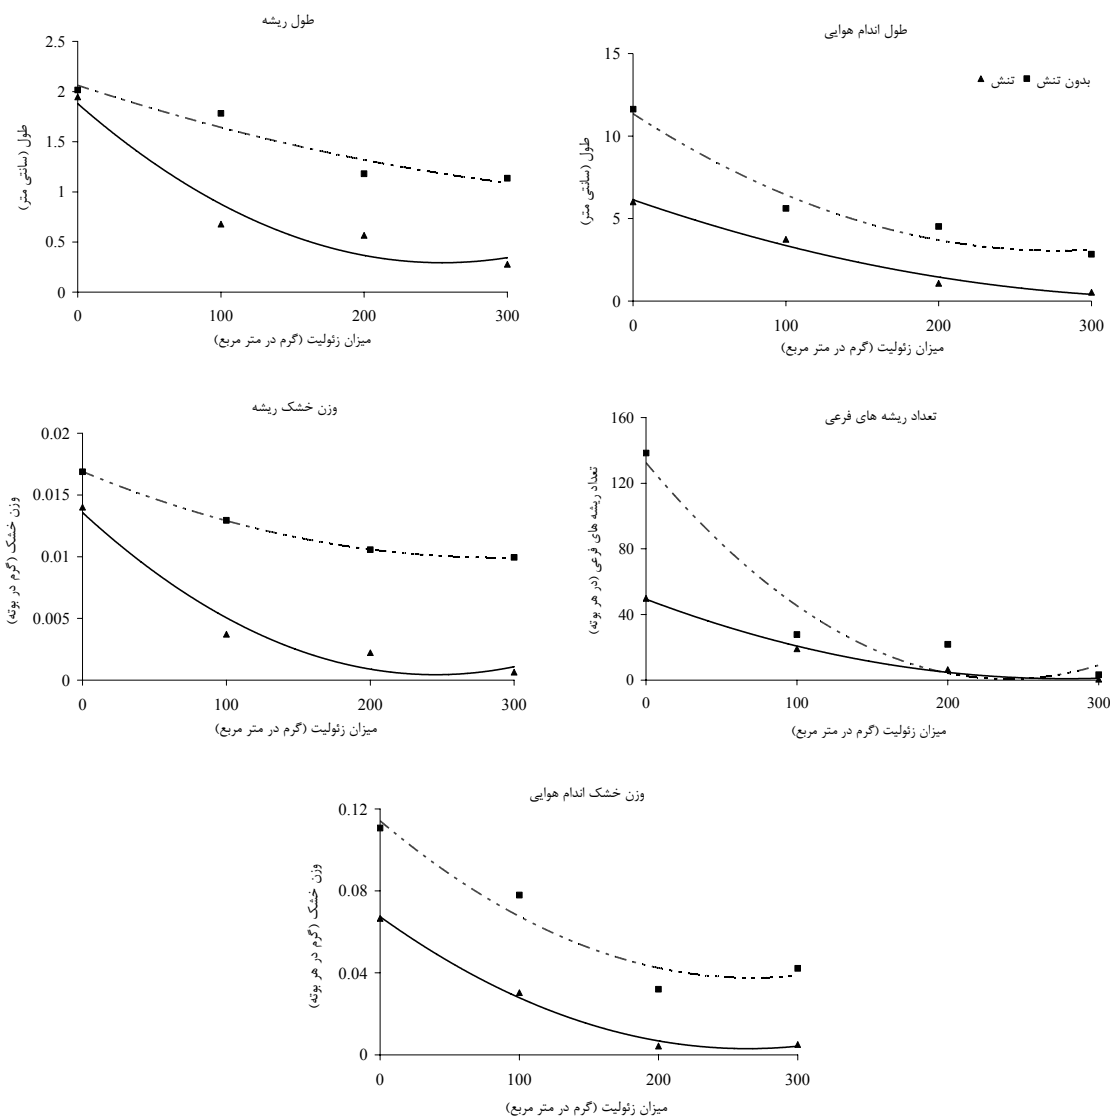 طول ریشه
2.5
2
1.5
1
0.5
0
طول (سانتی متر)
0 100 200 300
میزان زئولیت (گرم در متر مربع)
طول اندام هوایی
بدون تنش
تنش
15
10
5
0
طول (سانتی متر)
0 100 200 300
میزان زئولیت (گرم در متر مربع)
وزن خشک ریشه
0.02
0.015
0.01
0.005
0
وزن خشک (گرم در بوته)
0 100 200 300
میزان زئولیت (گرم در متر مربع)
تعداد ریشه های فرعی
160
120
80
40
0
تعداد ریشه های فرعی (در هر بوته)
0 100 200 300
میزان زئولیت (گرم در متر مربع)
وزن خشک اندام هوایی
0.12
0.08
0.04
0
وزن خشک (گرم در هر بوته)
0 100 200 300
میزان زئولیت (گرم در متر مربع)